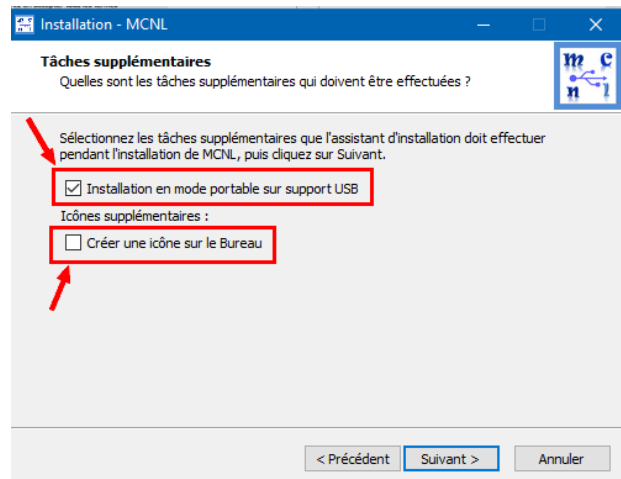 Installation - MCNL
Tâches supplémentaires
Quelles sont les tâches supplémentaires qui doivent être effectuées ?
m c
n l
Sélectionnez les tâches supplémentaires que l'assistant d'installation doit effectuer
pendant l'installation de MCNL, puis cliquez sur Suivant.
Installation en mode portable sur support USB
Icônes supplémentaires :
Créer une icône sur le Bureau
< Précédent Suivant > Annuler